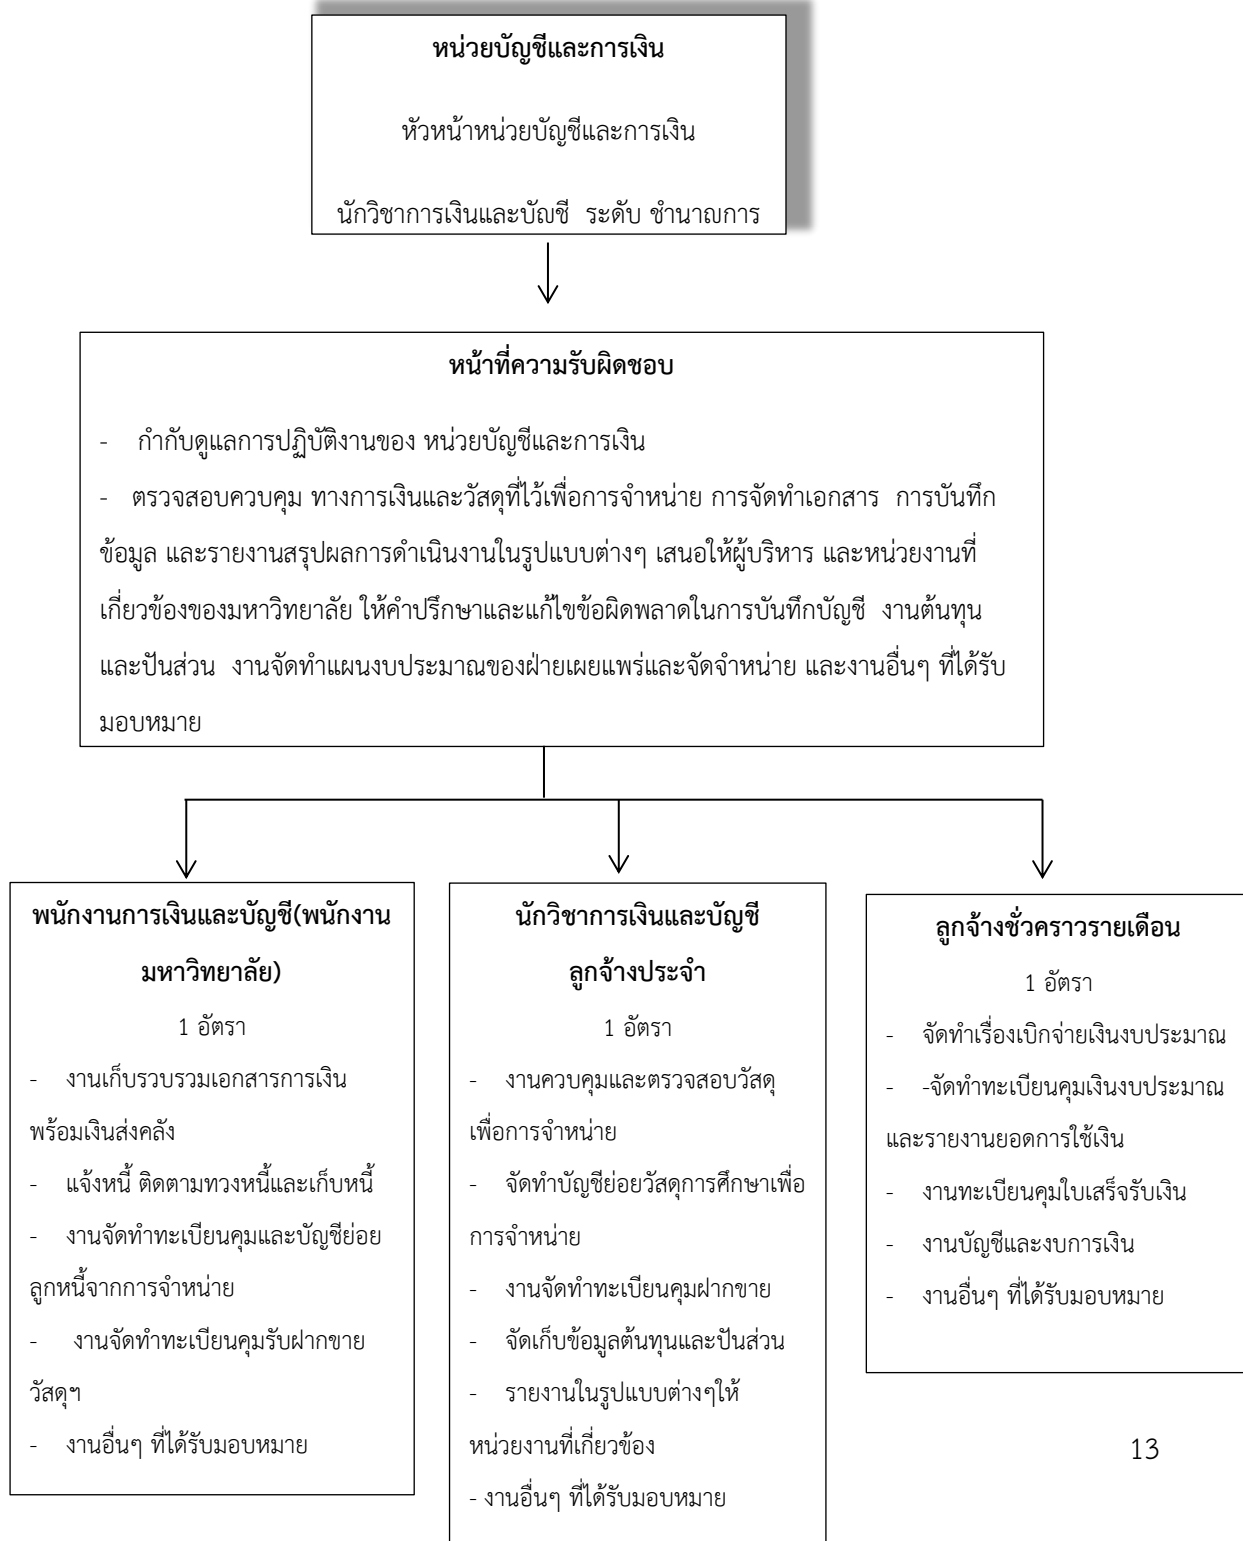 หน่วยบัญชีและการเงิน
หัวหน้าหน่วยบัญชีและการเงิน
นักวิชาการเงินและบัญชี ระดับ ชำนาญการ
หน้าที่ความรับผิดชอบ
- กำกับดูแลการปฏิบัติงานของ หน่วยบัญชีและการเงิน
- ตรวจสอบควบคุม ทางการเงินและวัสดุที่ไว้เพื่อการจำหน่าย การจัดทำเอกสาร การบันทึก
ข้อมูล และรายงานสรุปผลการดำเนินงานในรูปแบบต่างๆ เสนอให้ผู้บริหาร และหน่วยงานที่
เกี่ยวข้องของมหาวิทยาลัย ให้คำปรึกษาและแก้ไขข้อผิดพลาดในการบันทึกบัญชี งานต้นทุน
และปันส่วน งานจัดทำแผนงบประมาณของฝ่ายเผยแพร่และจัดจำหน่าย และงานอื่นๆ ที่ได้รับ
มอบหมาย
พนักงานการเงินและบัญชี(พนักงาน
มหาวิทยาลัย)
1 อัตรา
- งานเก็บรวบรวมเอกสารการเงิน
พร้อมเงินส่งคลัง
- แจ้งหนี้ ติดตามทวงหนี้และเก็บหนี้
- งานจัดทำทะเบียนคุมและบัญชีย่อย
ลูกหนี้จากการจำหน่าย
- งานจัดทำทะเบียนคุมรับฝากขาย
วัสดุฯ
- งานอื่นๆ ที่ได้รับมอบหมาย
นักวิชาการเงินและบัญชี
ลูกจ้างประจำ
1 อัตรา
- งานควบคุมและตรวจสอบวัสดุ
เพื่อการจำหน่าย
- จัดทำบัญชีย่อยวัสดุการศึกษาเพื่อ
การจำหน่าย
- งานจัดทำทะเบียนคุมฝากขาย
- จัดเก็บข้อมูลต้นทุนและปันส่วน
- รายงานในรูปแบบต่างๆให้
หน่วยงานที่เกี่ยวข้อง
- งานอื่นๆ ที่ได้รับมอบหมาย
ลูกจ้างชั่วคราวรายเดือน
1 อัตรา
- จัดทำเรื่องเบิกจ่ายเงินงบประมาณ
- -จัดทำทะเบียนคุมเงินงบประมาณ
และรายงานยอดการใช้เงิน
- งานทะเบียนคุมใบเสร็จรับเงิน
- งานบัญชีและงบการเงิน
- งานอื่นๆ ที่ได้รับมอบหมาย
13